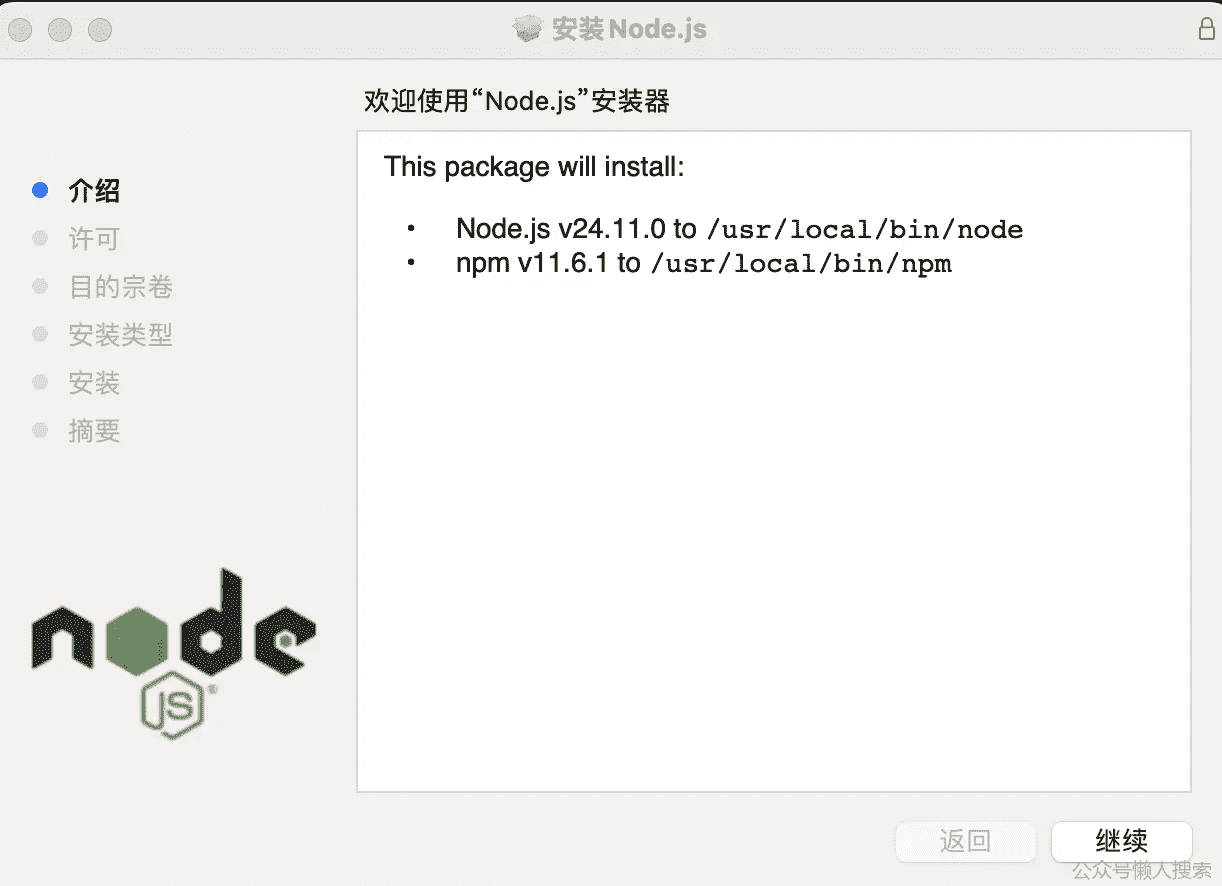 安装Node.js
欢迎使用“Node.js”安装器
介绍
许可
目的宗卷
安装类型
安装
摘要
This package will install:
• Node.js v24.11.0 to /usr/local/bin/node
• npm v11.6.1 to /usr/local/bin/npm
node
JS®
返回
继续
公众号懒人搜索